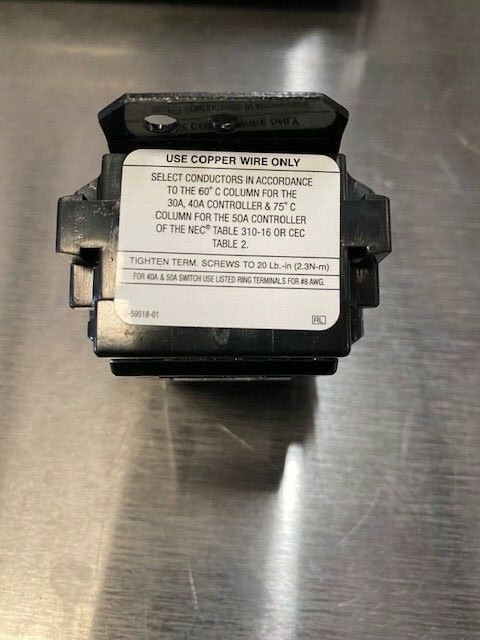 USE COPPER WIRE ONLY
SELECT CONDUCTORS IN ACCORDANCE
TO THE 60° C COLUMN FOR THE
30A, 40A CONTROLLER & 75° C
COLUMN FOR THE 50A CONTROLLER
OF THE NEC® TABLE 310-16 OR CEC
TABLE 2.
TIGHTEN TERM. SCREWS TO 20 Lb.-in (2.3N-m)
FOR 40A & 50A SWITCH USE LISTED RING TERMINALS FOR #8 AWG.
59518-01